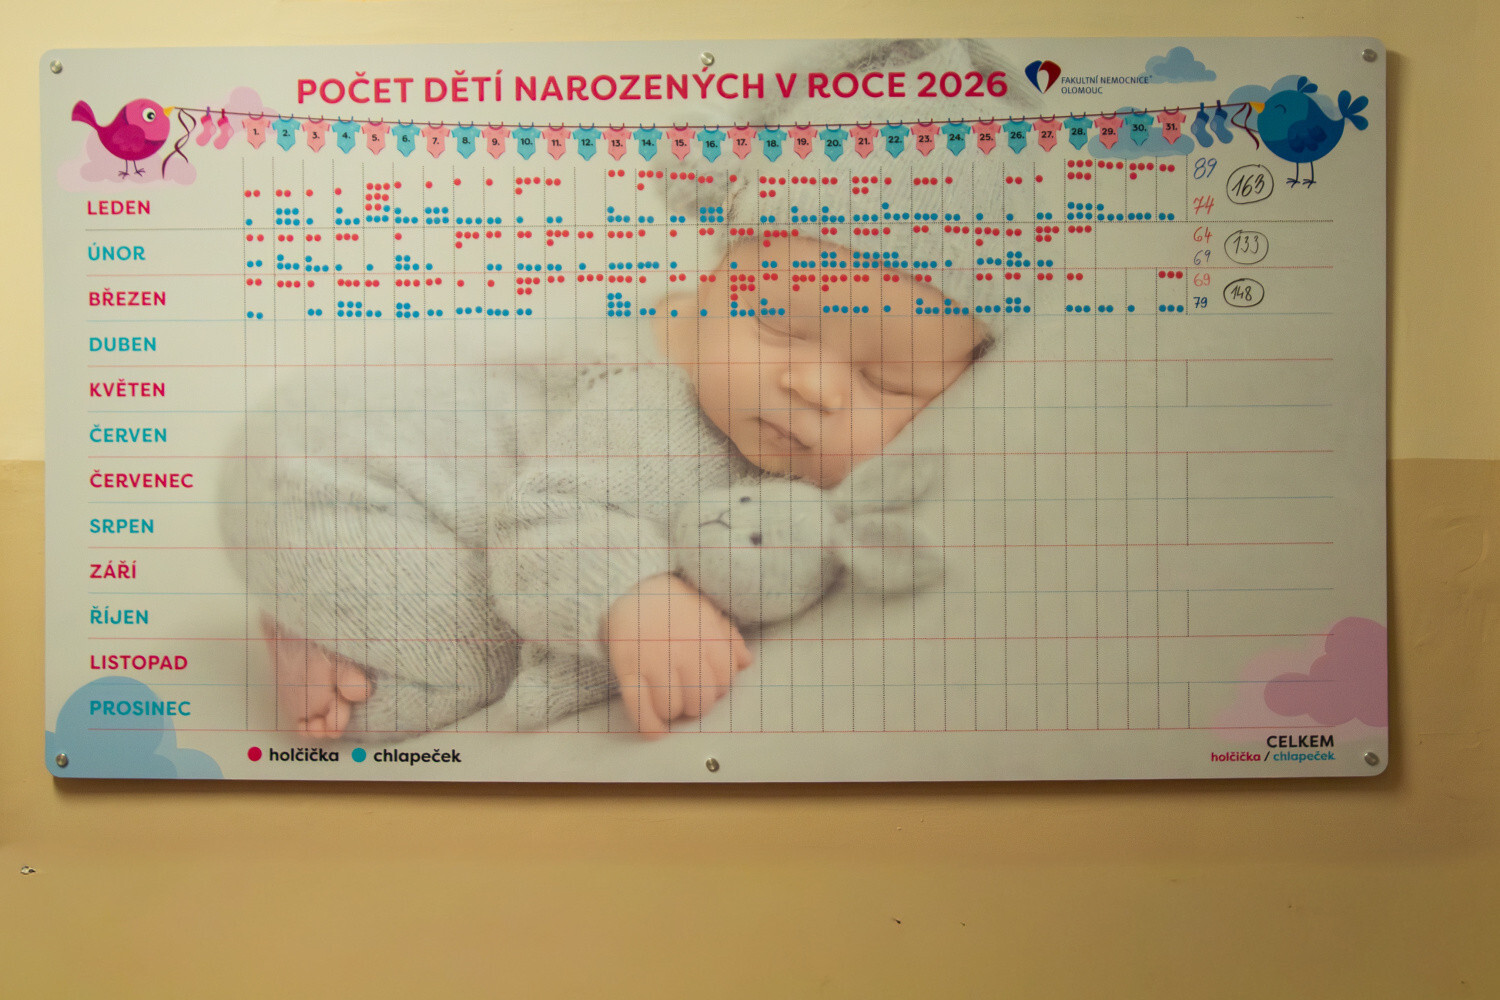 POČET DĚTÍ NAROZENÝCH V ROCE 2026
FAKULTNÍ NEMOCNICE
OLOMOUC
1. 2. 3. 4. 5. 6. 7. 8. 9. 10. 11. 12. 13. 14. 15. 16. 17. 18. 19. 20. 21. 22. 23. 24. 25. 26. 27. 28. 29. 30. 31.
LEDEN 89 74 163
ÚNOR 64 69 133
BŘEZEN 69 79 148
DUBEN
KVĚTEN
ČERVEN
ČERVENEC
SRPEN
ZÁŘÍ
ŘÍJEN
LISTOPAD
PROSINEC
holčička chlapeček
CELKEM
holčička / chlapeček